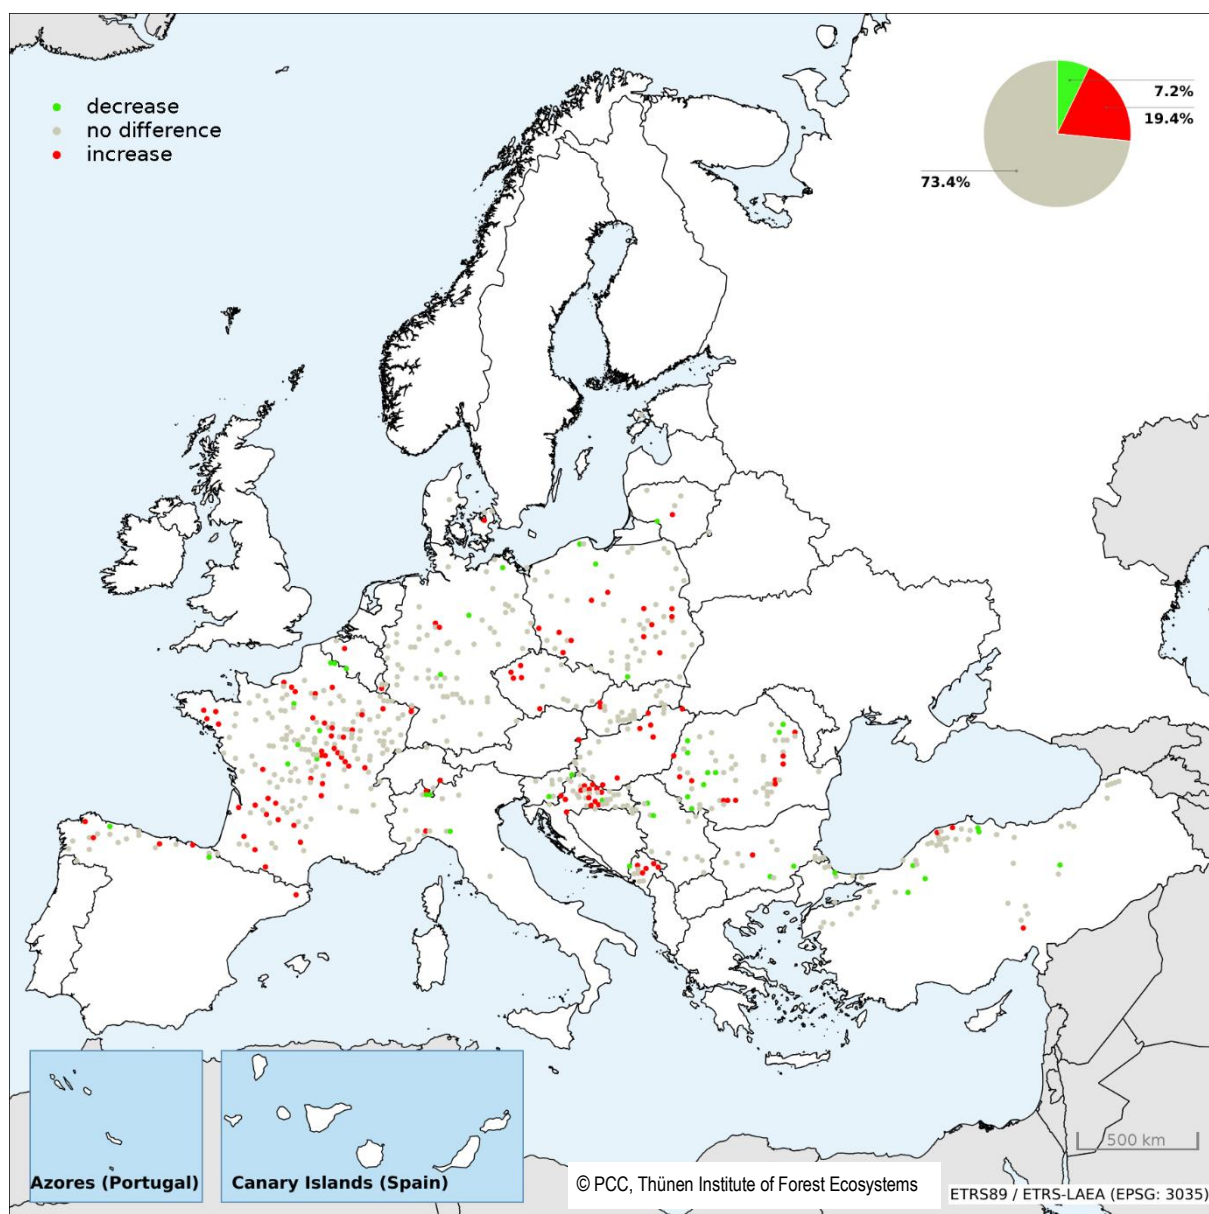 decrease
no difference
increase
7.2%
19.4%
73.4%
500 km
Azores (Portugal)
Canary Islands (Spain)
© PCC, Thünen Institute of Forest Ecosystems
ETRS89 / ETRS-LAEA (EPSG: 3035)